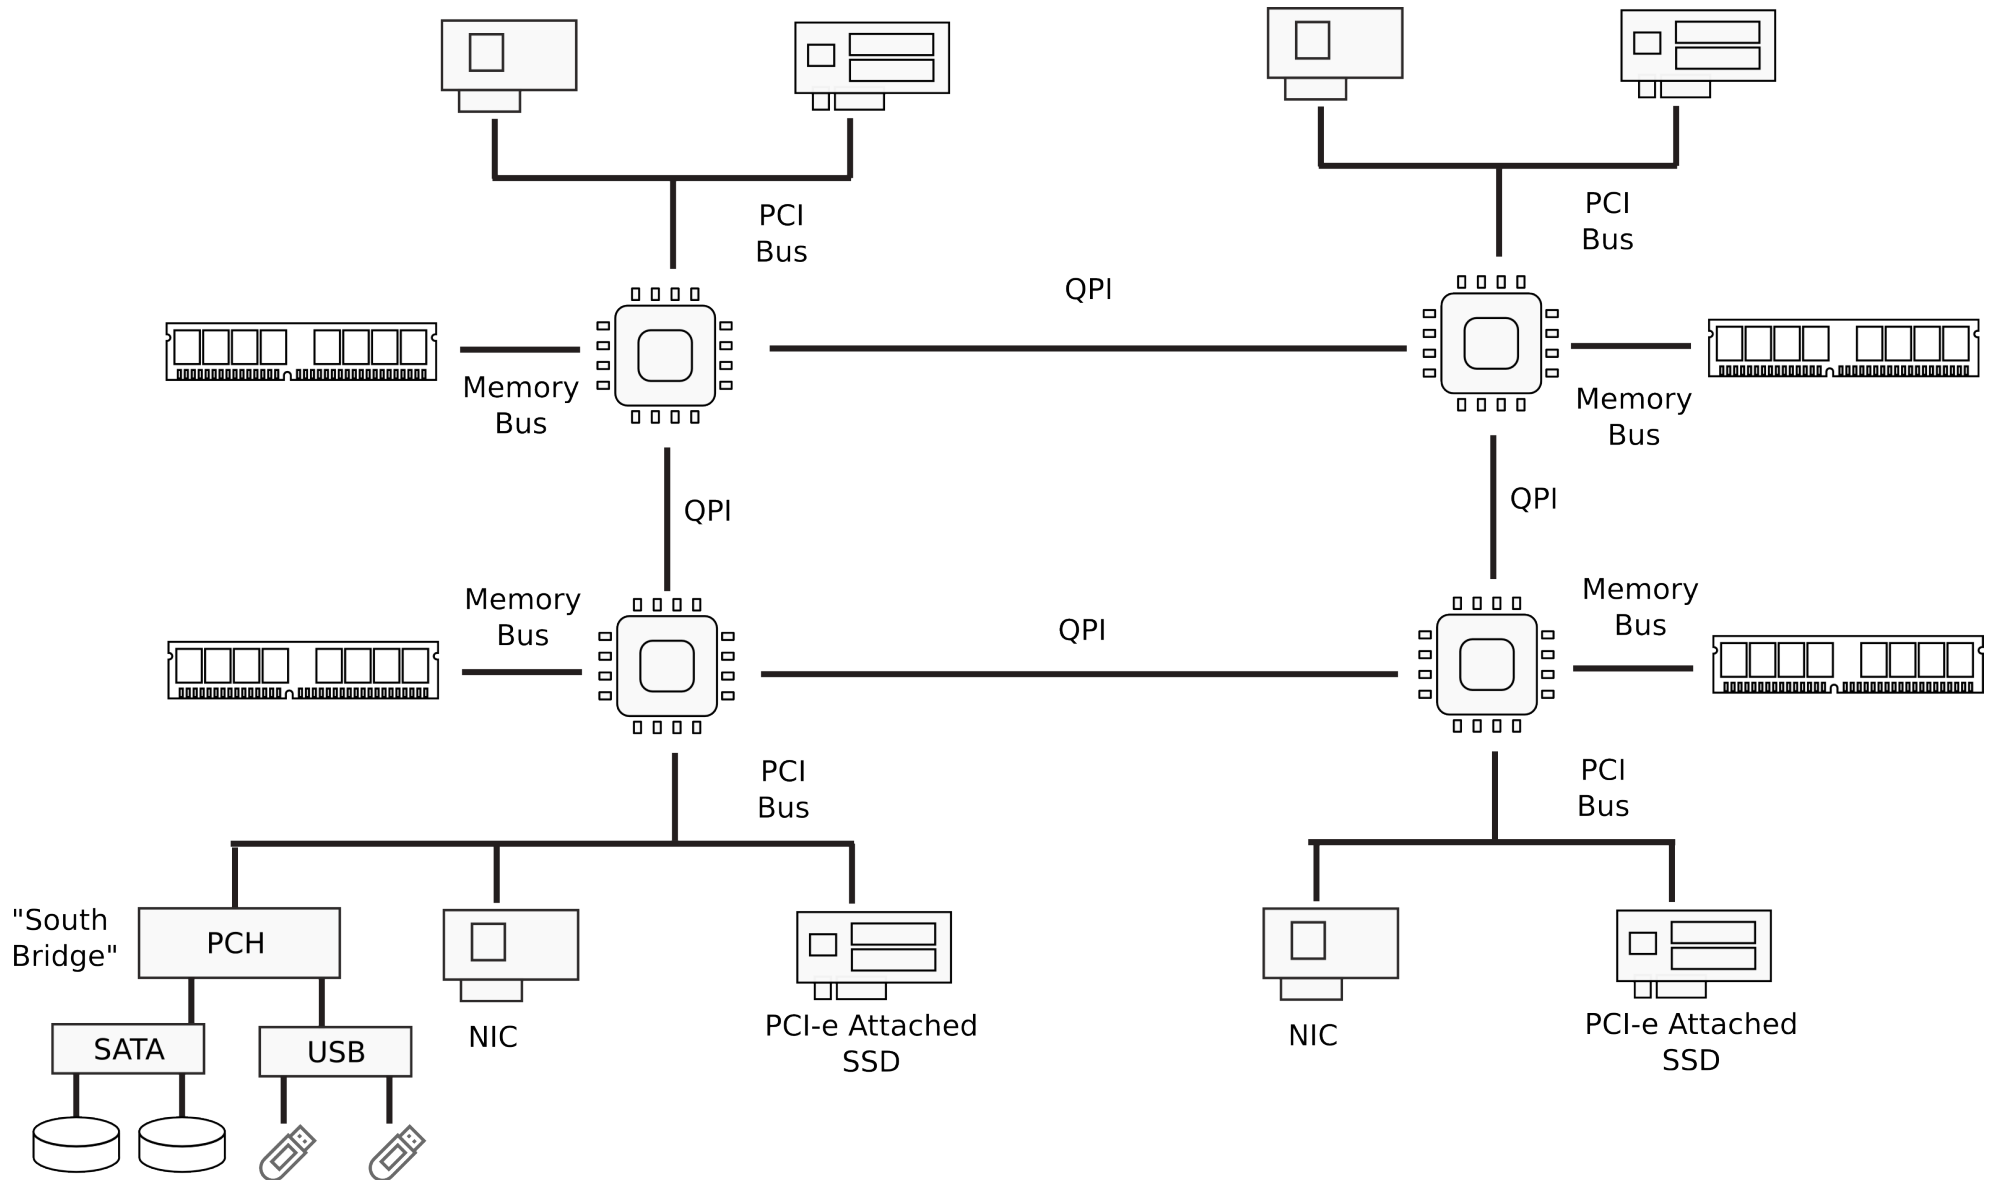 PCI
Bus
PCI
Bus
QPI
Memory
Bus
Memory
Bus
QPI
QPI
Memory
Bus
Memory
Bus
QPI
PCI
Bus
PCI
Bus
"South
Bridge"
PCH
SATA
USB
NIC
PCI-e Attached
SSD
NIC
PCI-e Attached
SSD